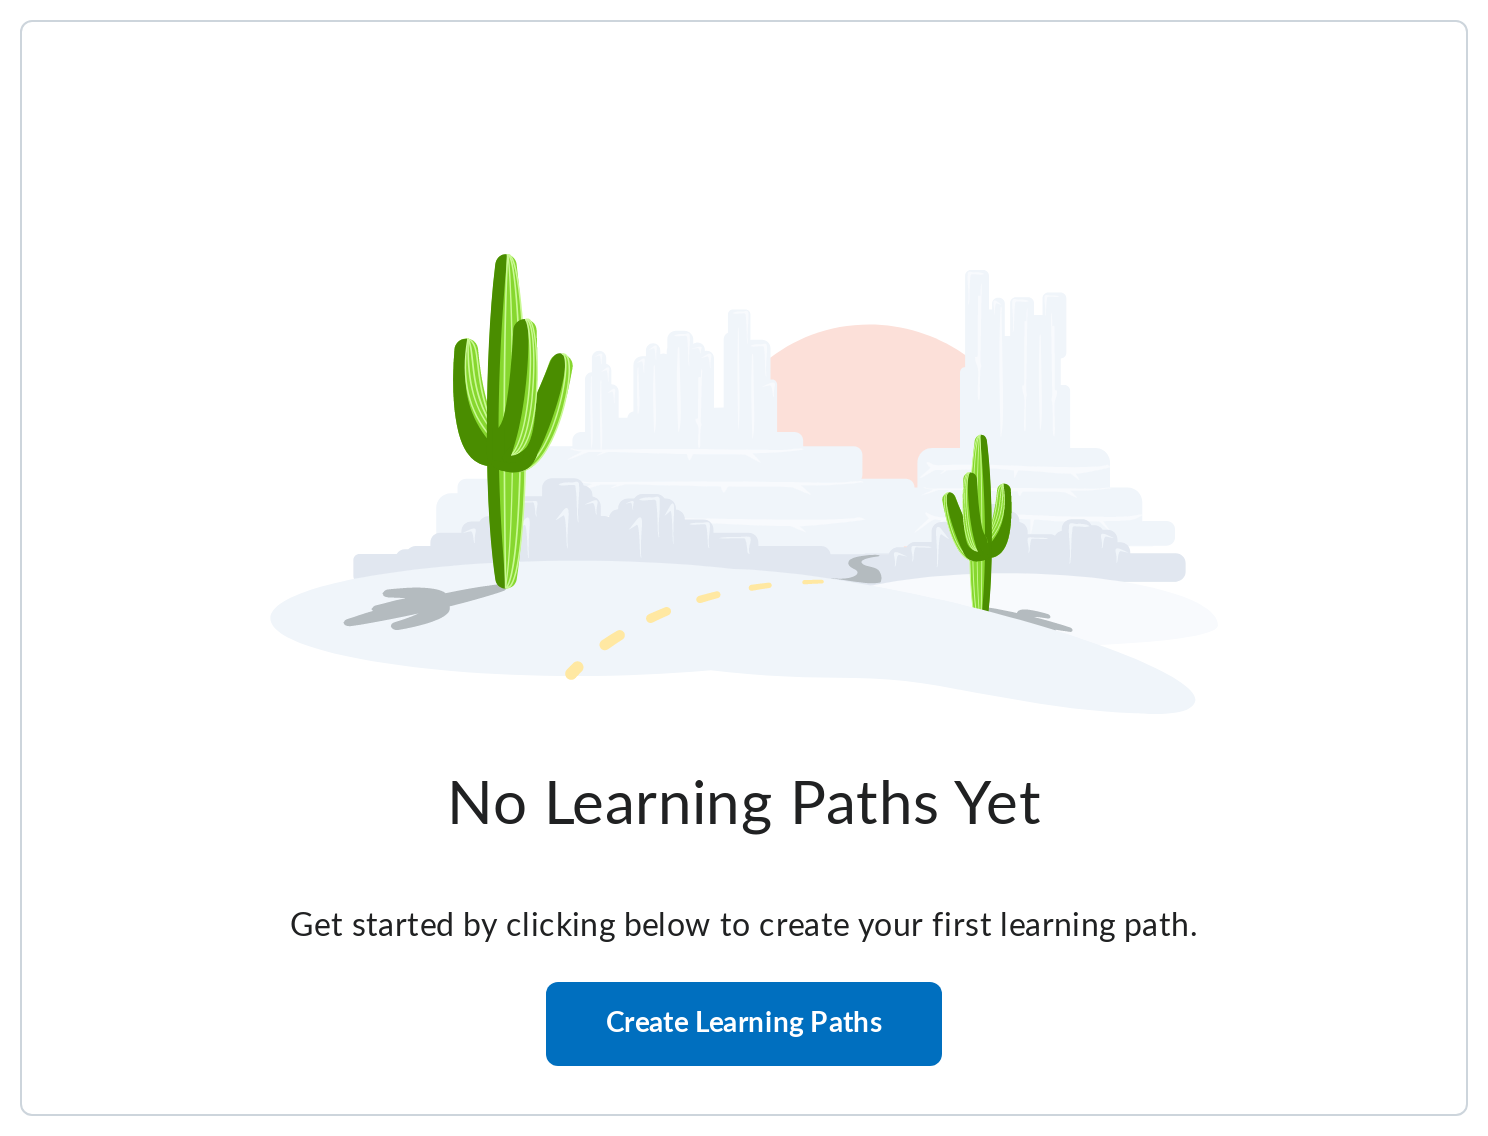 No Learning Paths Yet
Get started by clicking below to create your first learning path.
Create Learning Paths